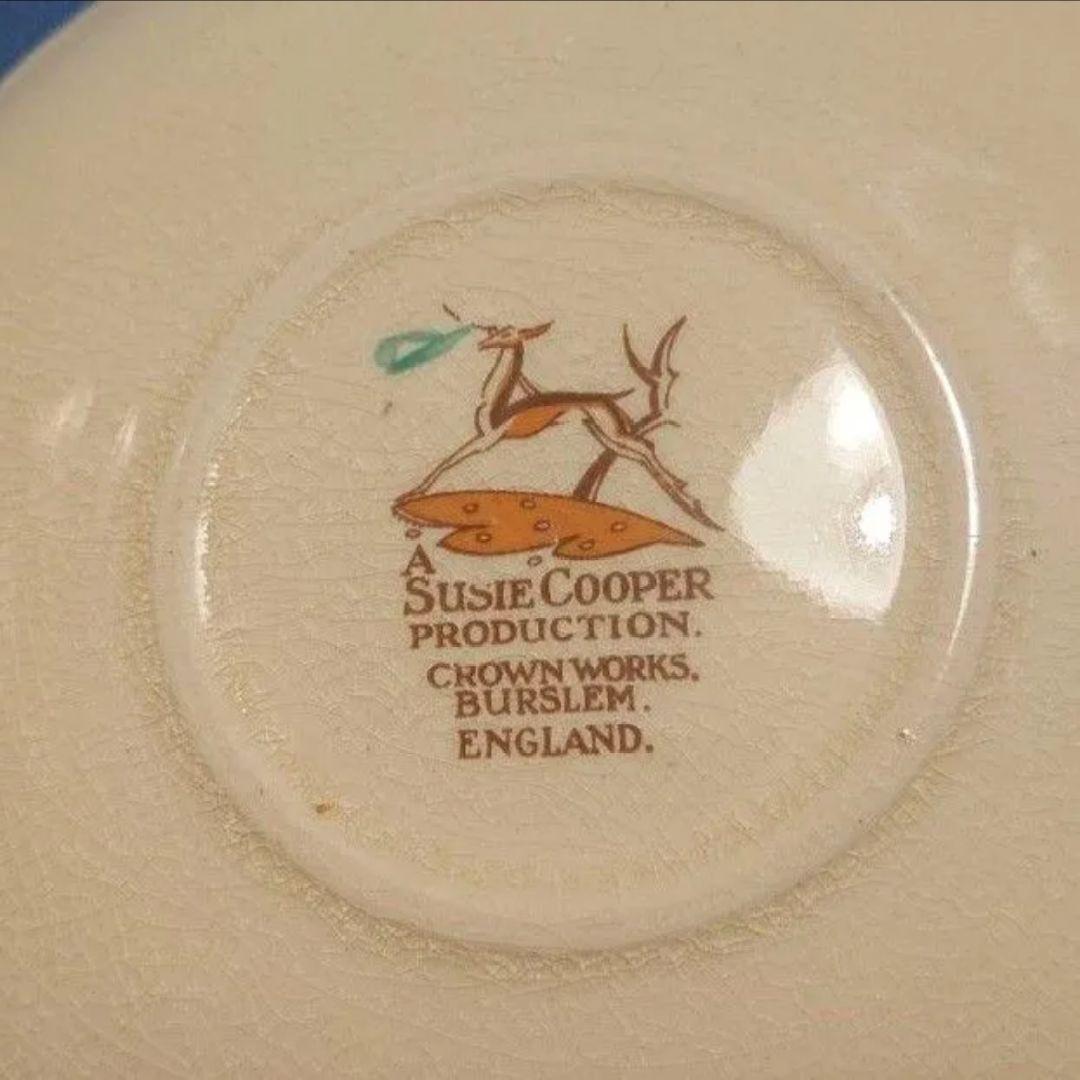 A
SUSIE COOPER
PRODUCTION.
CROWN WORKS.
BURSLEM.
ENGLAND.